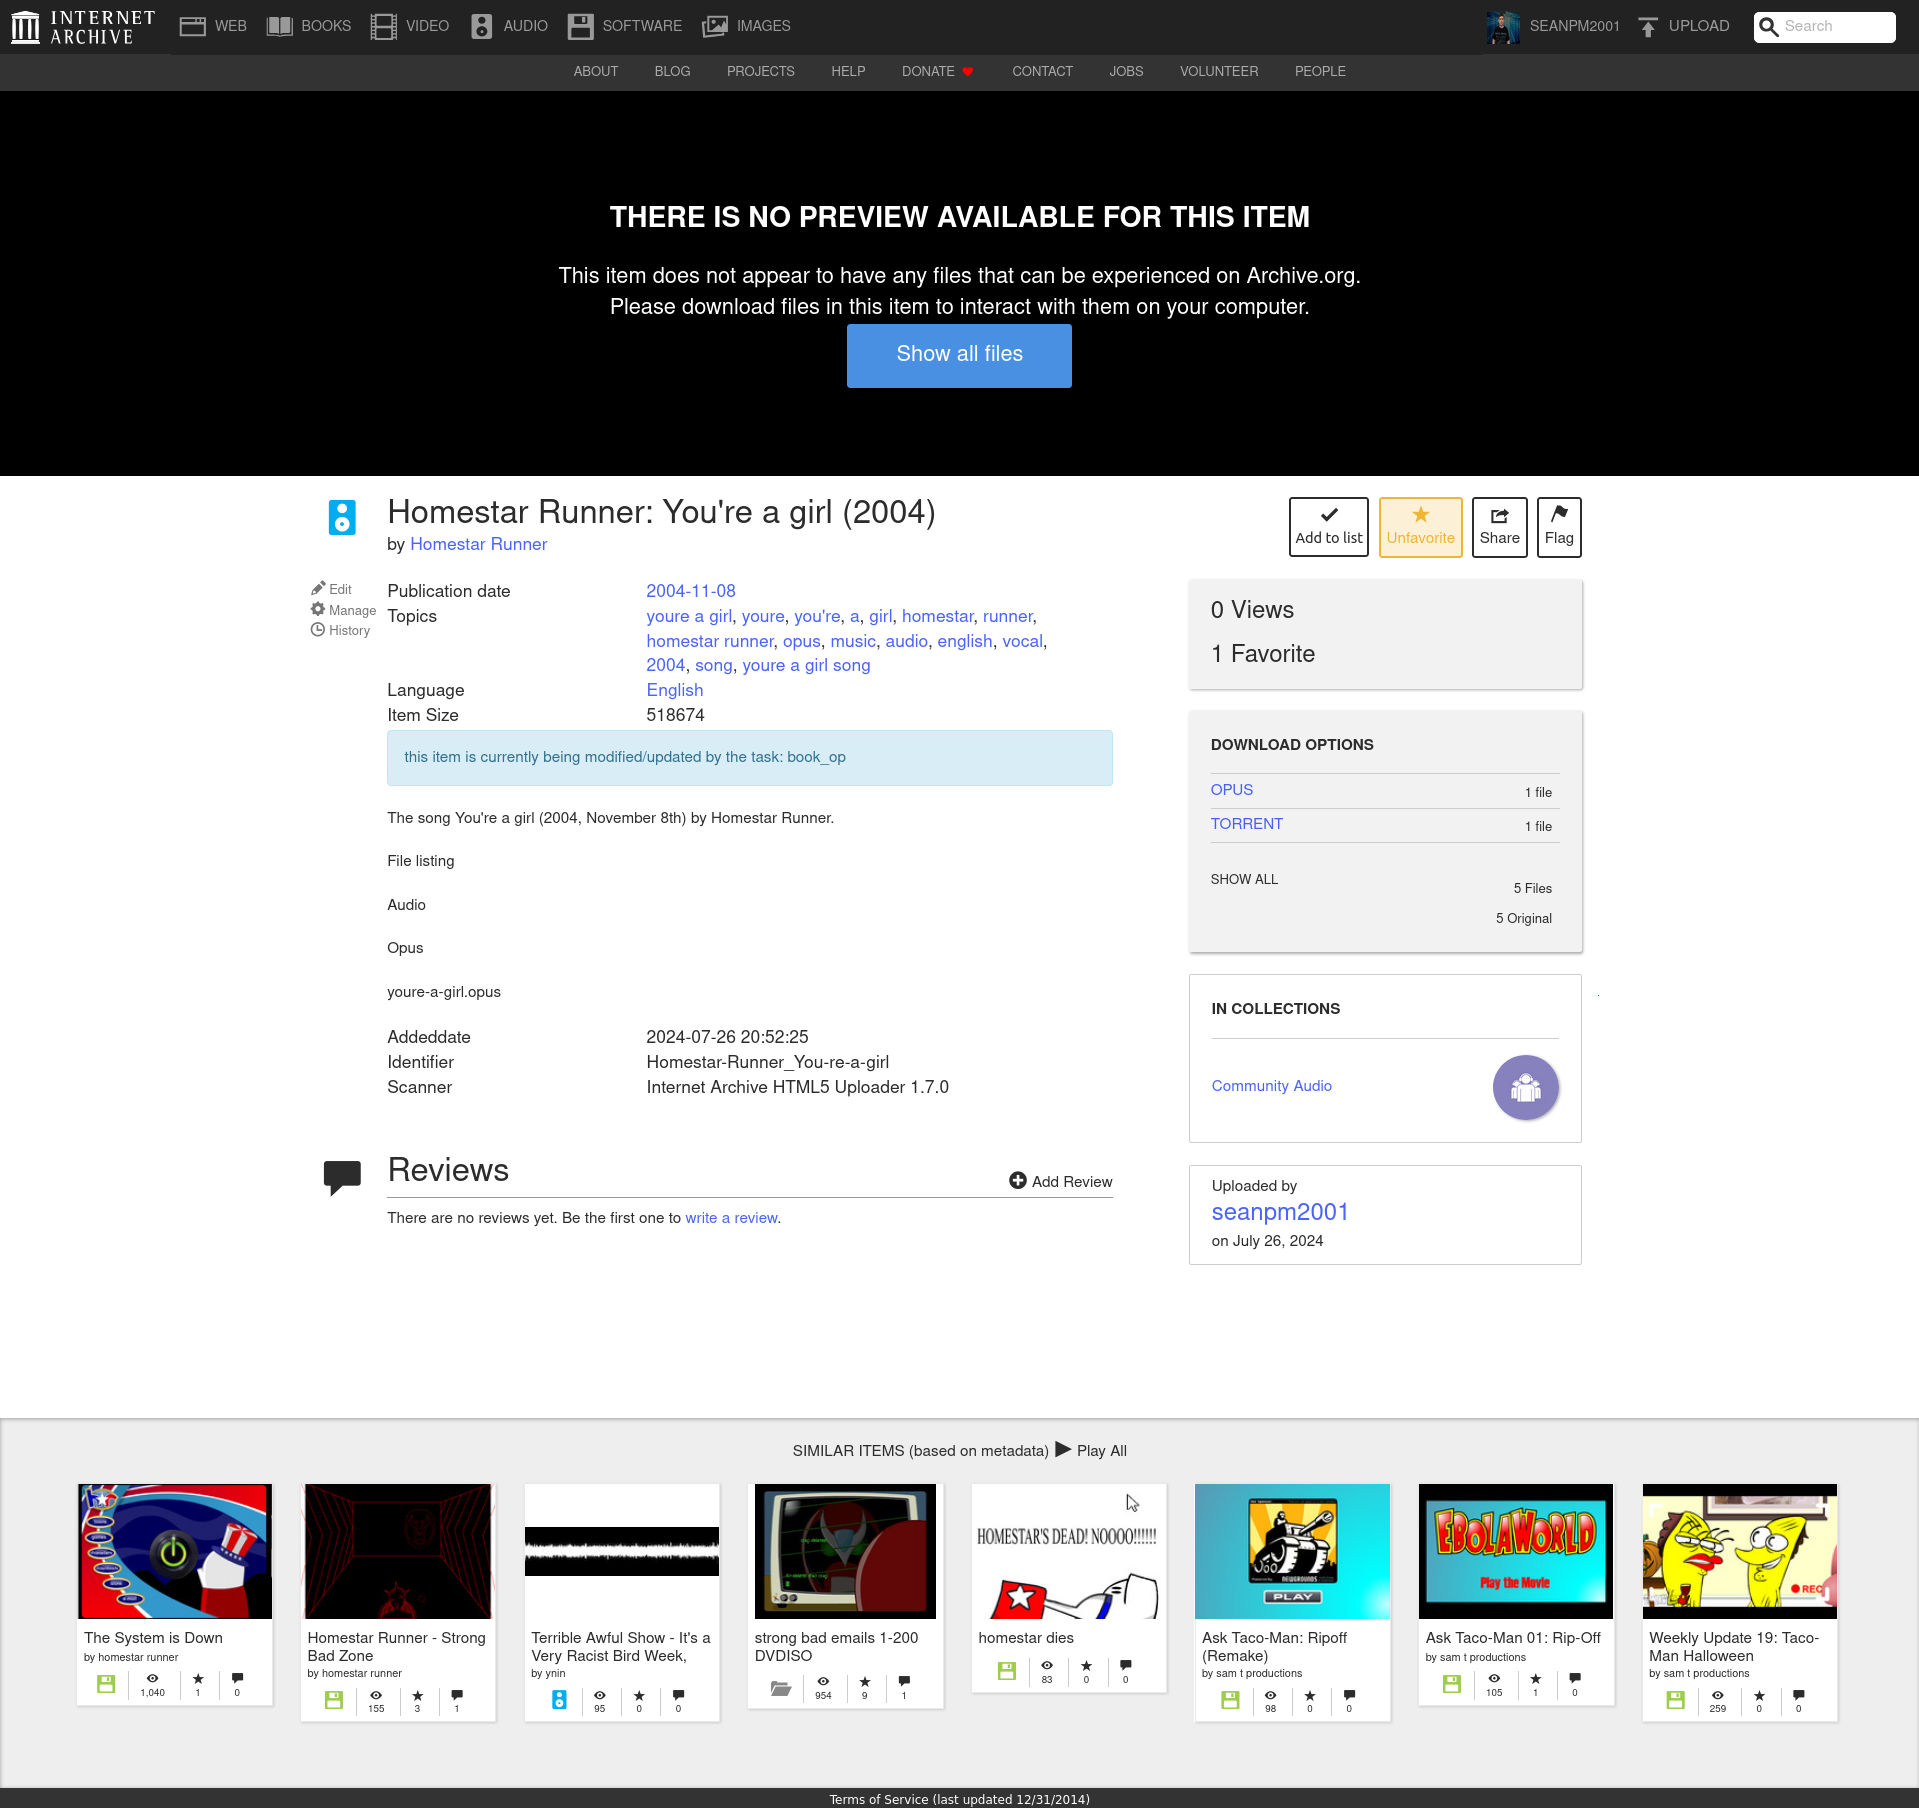 INTERNET ARCHIVE
WEB BOOKS VIDEO AUDIO SOFTWARE IMAGES SEANPM2001 UPLOAD Search
ABOUT BLOG PROJECTS HELP DONATE CONTACT JOBS VOLUNTEER PEOPLE
THERE IS NO PREVIEW AVAILABLE FOR THIS ITEM
This item does not appear to have any files that can be experienced on Archive.org.
Please download files in this item to interact with them on your computer.
Show all files
Homestar Runner: You're a girl (2004)
by Homestar Runner
Add to list Unfavorite Share Flag
Edit
Manage
History
Publication date 2004-11-08
Topics youre a girl, youre, you're, a, girl, homestar, runner,
homestar runner, opus, music, audio, english, vocal,
2004, song, youre a girl song
Language English
Item Size 518674
this item is currently being modified/updated by the task: book_op
The song You're a girl (2004, November 8th) by Homestar Runner.
File listing
Audio
Opus
youre-a-girl.opus
Addeddate 2024-07-26 20:52:25
Identifier Homestar-Runner_You-re-a-girl
Scanner Internet Archive HTML5 Uploader 1.7.0
Reviews
Add Review
There are no reviews yet. Be the first one to write a review.
0 Views
1 Favorite
DOWNLOAD OPTIONS
OPUS 1 file
TORRENT 1 file
SHOW ALL 5 Files
5 Original
IN COLLECTIONS
Community Audio
Uploaded by
seanpm2001
on July 26, 2024
SIMILAR ITEMS (based on metadata) Play All
The System is Down
by homestar runner
1,040 1 0
Homestar Runner - Strong
Bad Zone
by homestar runner
155 3 1
Terrible Awful Show - It's a
Very Racist Bird Week,
by ynin
95 0 0
strong bad emails 1-200
DVDISO
954 9 1
HOMESTAR'S DEAD! NOOOO!!!!!!
homestar dies
83 0 0
NEWGROUNDS
PLAY
Ask Taco-Man: Ripoff
(Remake)
by sam t productions
98 0 0
EBOLAWORLD
Play the Movie
Ask Taco-Man 01: Rip-Off
by sam t productions
105 1 0
REC
Weekly Update 19: Taco-
Man Halloween
by sam t productions
259 0 0
Terms of Service (last updated 12/31/2014)